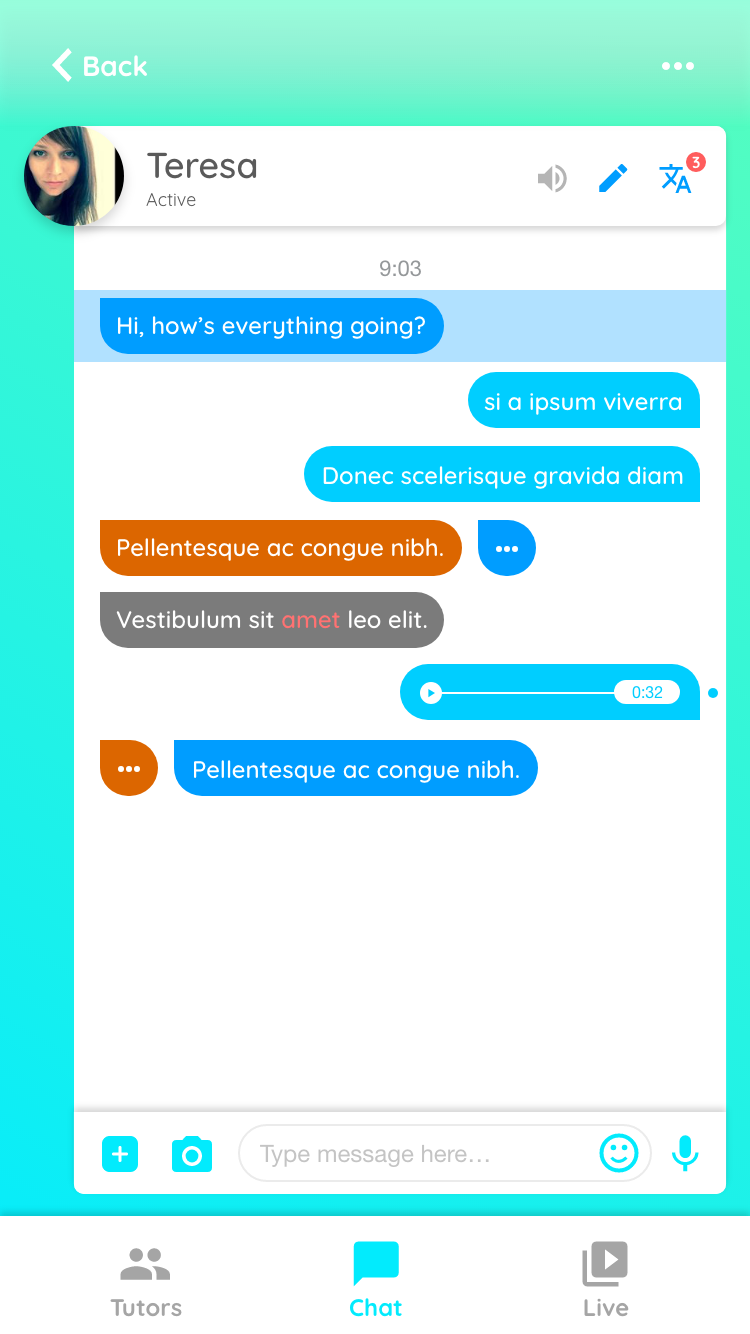 Back
Teresa
Active
3
9:03
Hi, how’s everything going?
si a ipsum viverra
Donec scelerisque gravida diam
Pellentesque ac congue nibh.
Vestibulum sit amet leo elit.
0:32
Pellentesque ac congue nibh.
Type message here...
Tutors Chat Live